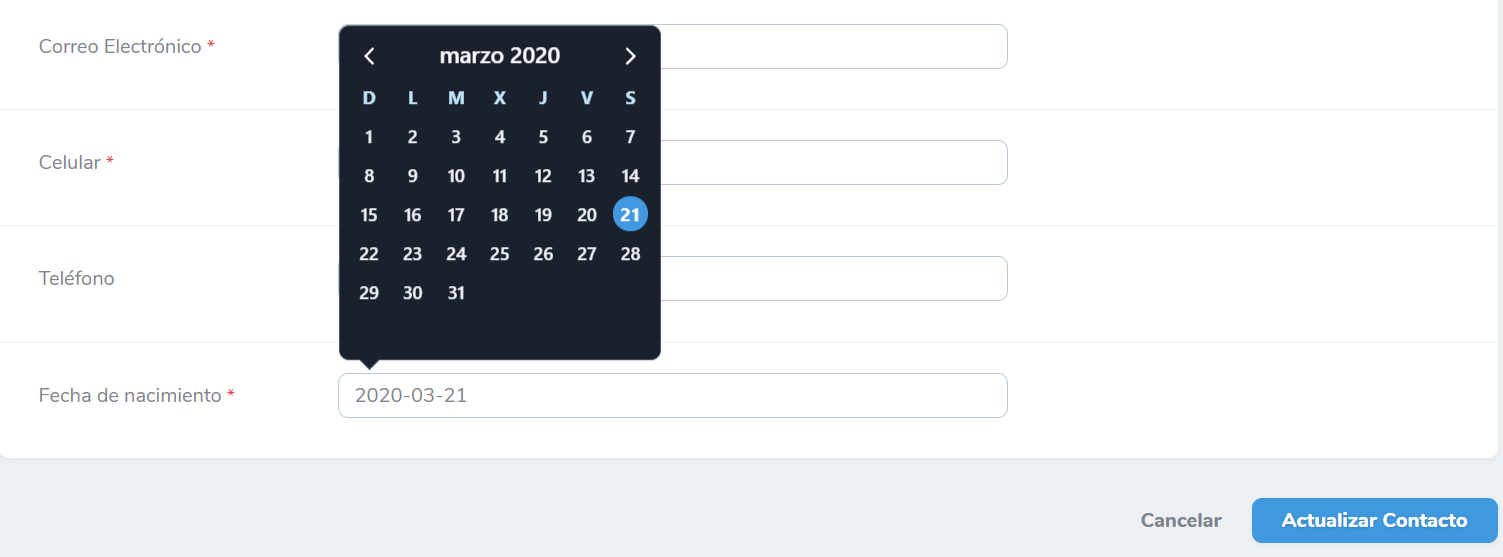 Correo Electrónico *
marzo 2020
D L M X J V S
1 2 3 4 5 6 7
8 9 10 11 12 13 14
15 16 17 18 19 20 21
22 23 24 25 26 27 28
29 30 31
Celular *
Teléfono
Fecha de nacimiento * 2020-03-21
Cancelar Actualizar Contacto